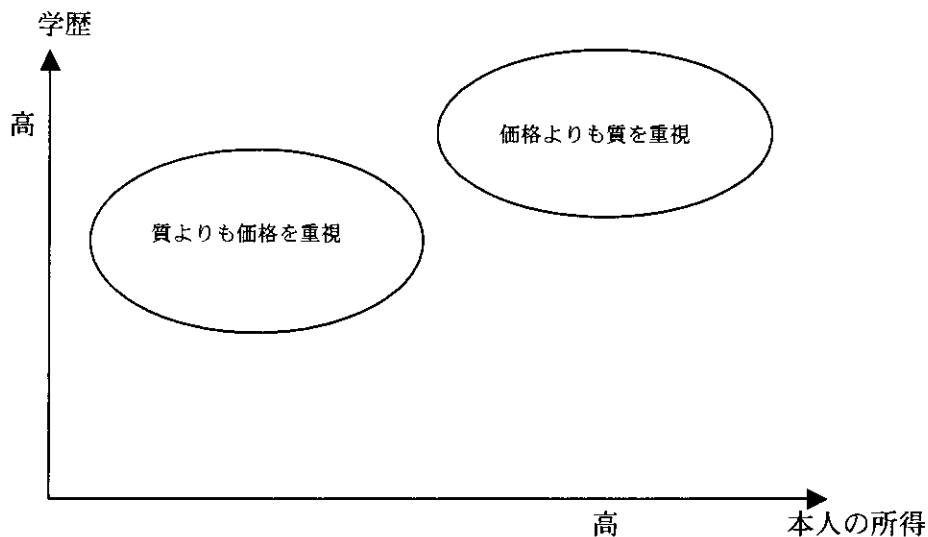 学歴
高
価格よりも質を重視
質よりも価格を重視
高
本人の所得